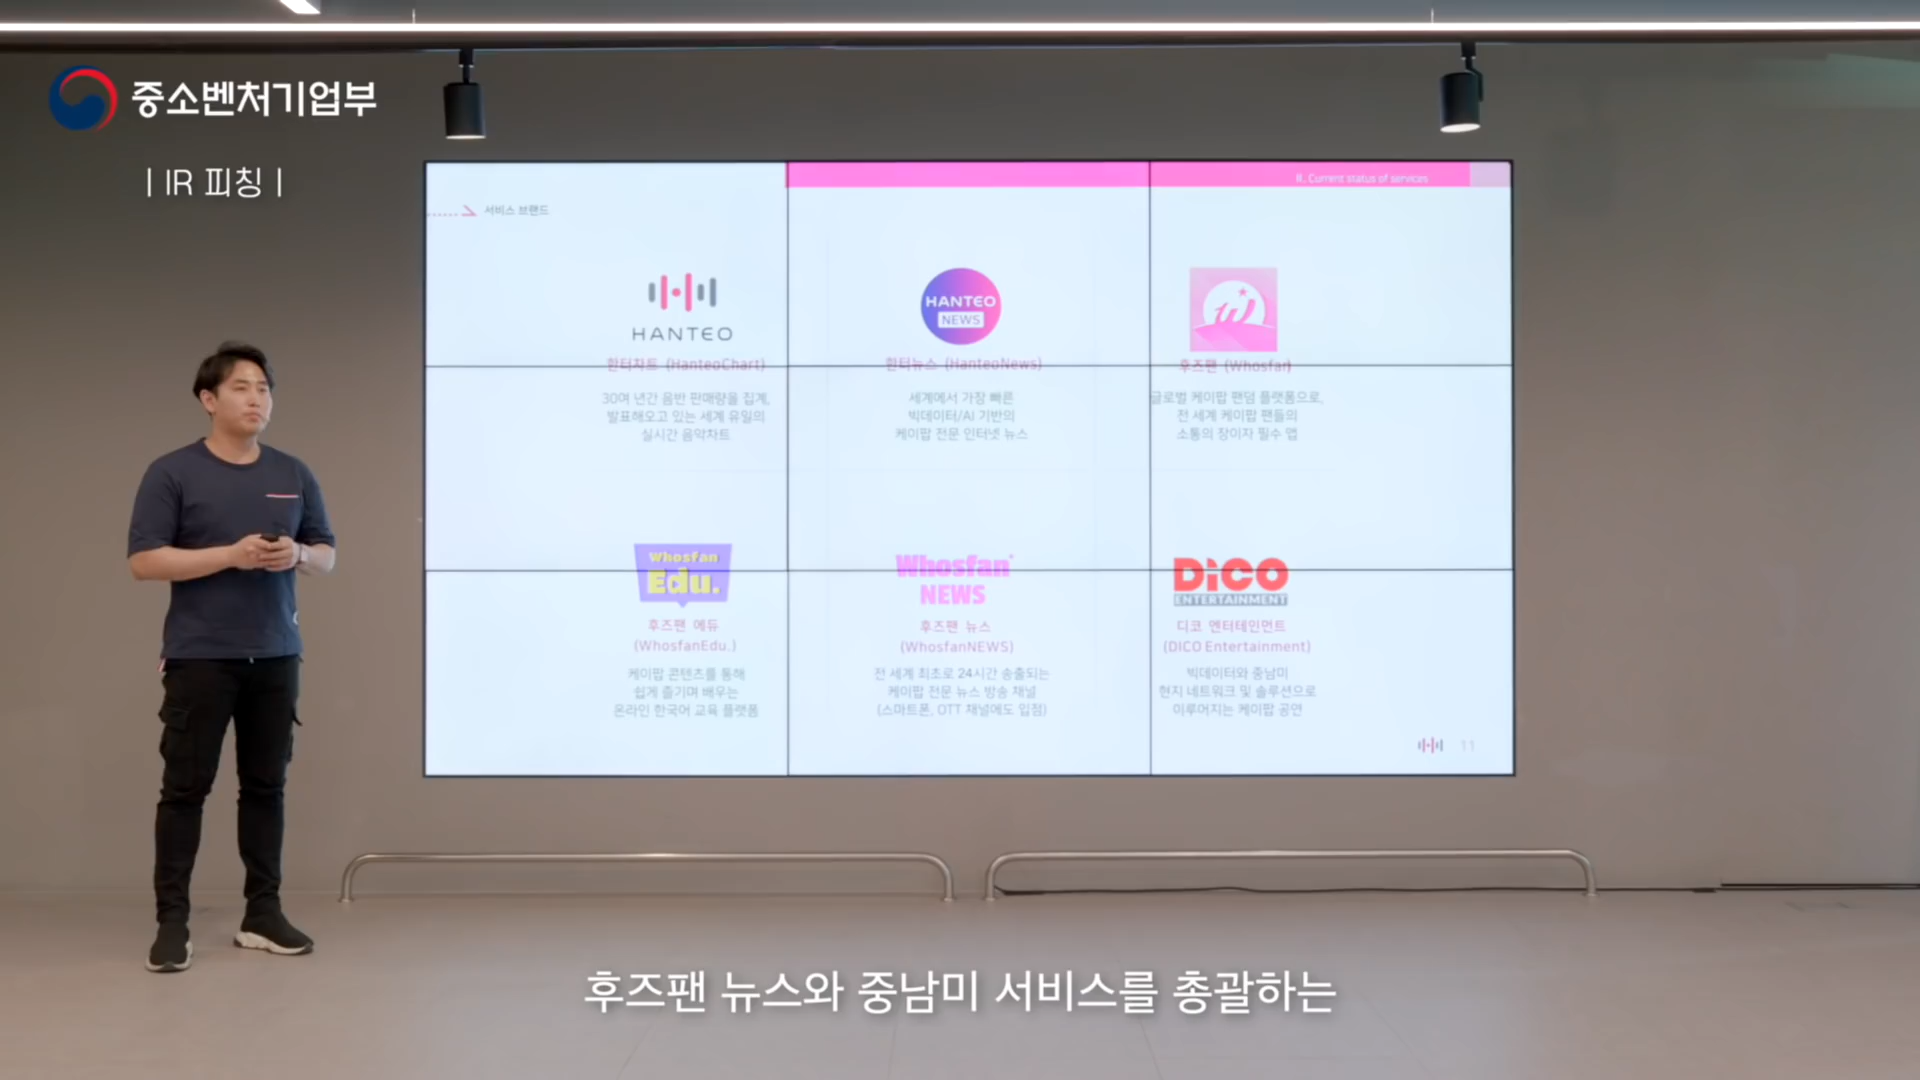 중소벤처기업부
| IR 피칭 |
II. Current status of services
서비스 브랜드
HANTEO
한터차트 (HanteoChart)
30여 년간 음반 판매량을 집계,
발표해오고 있는 세계 유일의
실시간 음악차트
HANTEO
NEWS
한터뉴스 (HanteoNews)
세계에서 가장 빠른
빅데이터/AI 기반의
케이팝 전문 인터넷 뉴스
후즈팬 (Whosfan)
글로벌 케이팝 팬덤 플랫폼으로,
전 세계 케이팝 팬들의
소통의 장이자 필수 앱
Whosfan
Edu.
후즈팬 에듀
(WhosfanEdu.)
케이팝 콘텐츠를 통해
쉽게 즐기며 배우는
온라인 한국어 교육 플랫폼
Whosfan
NEWS
후즈팬 뉴스
(WhosfanNEWS)
전 세계 최초로 24시간 송출되는
케이팝 전문 뉴스 방송 채널
(스마트폰, OTT 채널에도 입점)
DiCO
ENTERTAINMENT
디코 엔터테인먼트
(DICO Entertainment)
빅데이터와 중남미
현지 네트워크 및 솔루션으로
이루어지는 케이팝 공연
11
후즈팬 뉴스와 중남미 서비스를 총괄하는